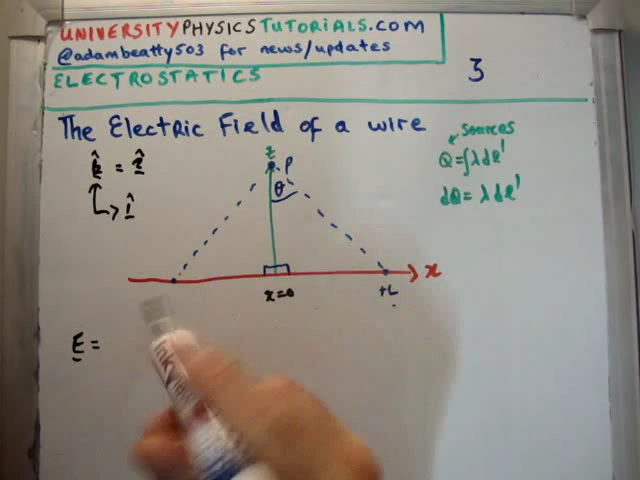 UNIVERSITYPHYSICSTUTORIALS.COM
@adambeatty503 for news/updates
ELECTROSTATICS
3
The Electric Field of a wire
Sources
Q = ∫λdl'
dQ = λdl'
k̂ = ẑ
z
P
θ
x
x=0
+L
E =